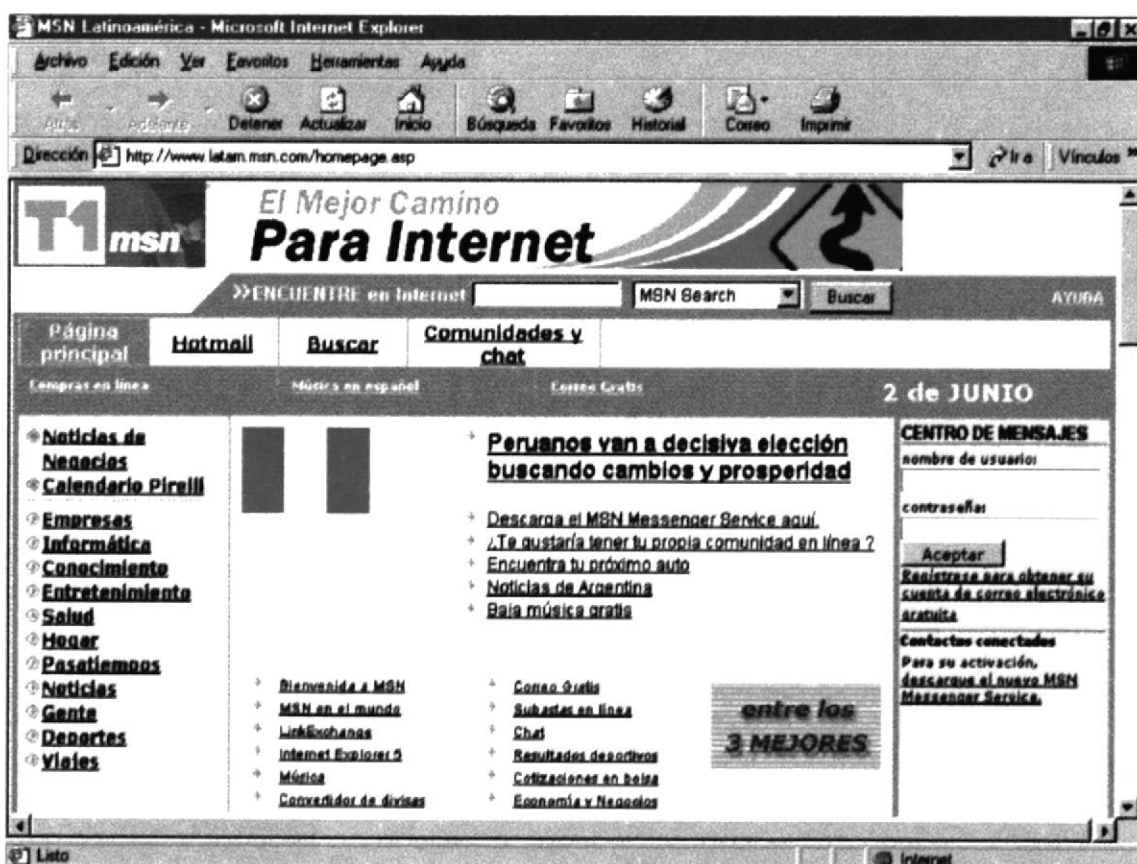 MSN Latinoamérica - Microsoft Internet Explorer
Archivo Edición Ver Favoritos Herramientas Ayuda
Atrás Adelante Detener Actualizar Inicio Búsqueda Favoritos Historial Correo Imprimir
Dirección http://www.latam.msn.com/homepage.asp Ir a Vínculos »
T1 msn
El Mejor Camino
Para Internet
»ENCUENTRE en Internet MSN Search Buscar AYUDA
Página principal
Hotmail
Buscar
Comunidades y chat
Compras en línea Música en español Correo Gratis 2 de JUNIO
Noticias de
Negocios
Calendario Pirelli
Empresas
Informática
Conocimiento
Entretenimiento
Salud
Hogar
Pasatiempos
Noticias
Gente
Deportes
Viajes
Peruanos van a decisiva elección
buscando cambios y prosperidad
Descarga el MSN Messenger Service aquí.
¿Te gustaría tener tu propia comunidad en línea ?
Encuentra tu próximo auto
Noticias de Argentina
Baja música gratis
Bienvenida a MSN
MSN en el mundo
LinkExchange
Internet Explorer 5
Música
Convertidor de divisas
Correo Gratis
Subastas en línea
Chat
Resultados deportivos
Cotizaciones en bolsa
Economía y Negocios
entre los
3 MEJORES
CENTRO DE MENSAJES
nombre de usuario:
contraseña:
Aceptar
Regístrese para obtener su
cuenta de correo electrónico
gratuita
Contactos conectados
Para su activación,
descargue el nuevo MSN
Messenger Service.
Listo Internet